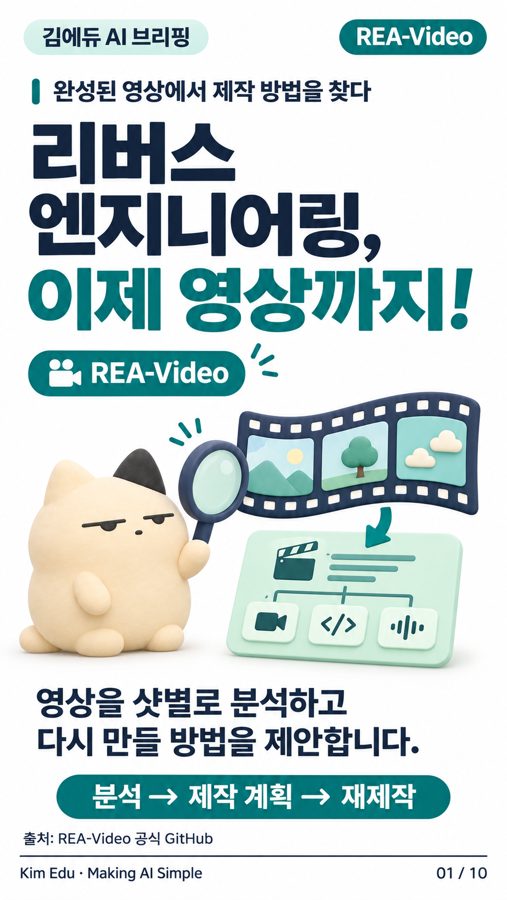 김에듀 AI 브리핑
REA-Video
완성된 영상에서 제작 방법을 찾다
리버스
엔지니어링,
이제 영상까지!
REA-Video
</>
영상을 샷별로 분석하고
다시 만들 방법을 제안합니다.
분석 → 제작 계획 → 재제작
출처: REA-Video 공식 GitHub
Kim Edu · Making AI Simple
01 / 10